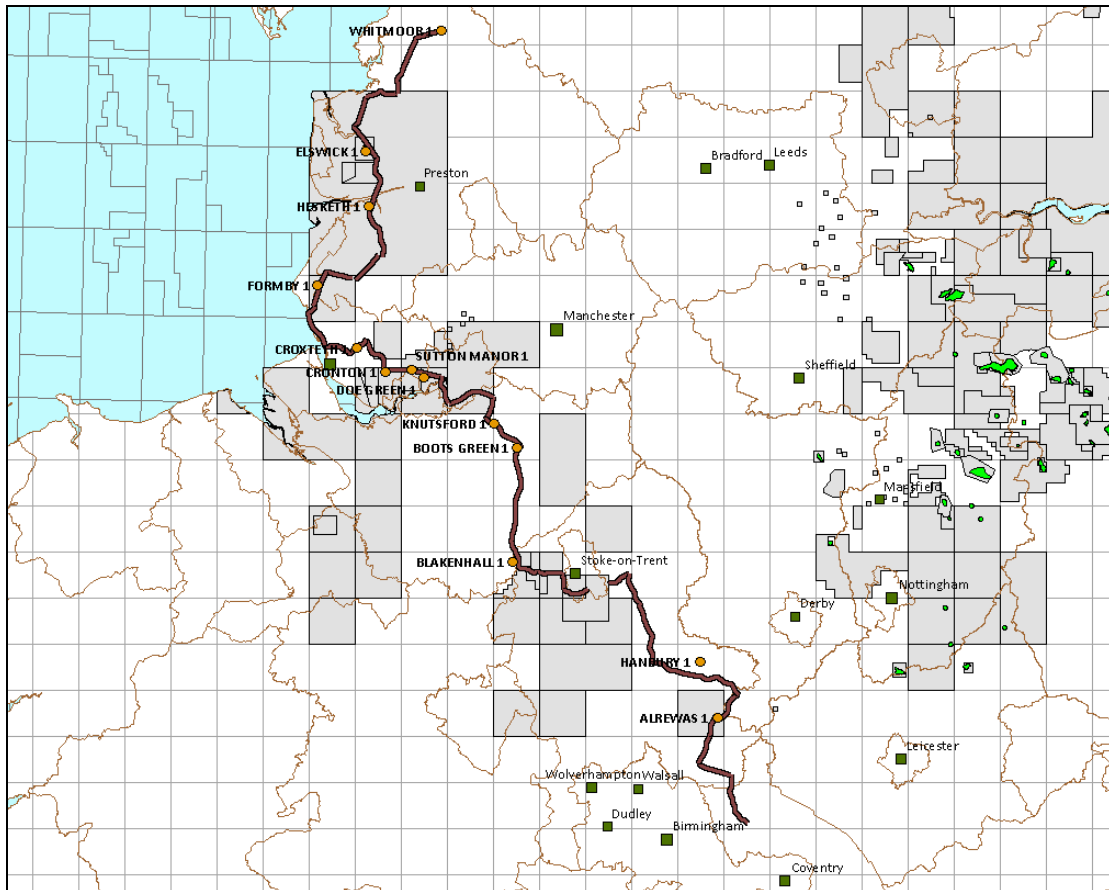 WHITMOOR 1
Bradford
Leeds
ELSWICK 1
Preston
HESKETH 1
FORMBY 1
Manchester
CROXTETH 1
SUTTON MANOR 1
CRONTON 1
Sheffield
DOE GREEN 1
KNUTSFORD 1
BOOTS GREEN 1
Mansfield
BLAKENHALL 1
Stoke-on-Trent
Nottingham
Derby
HANBURY 1
ALREWAS 1
Leicester
Wolverhampton
Walsall
Dudley
Birmingham
Coventry